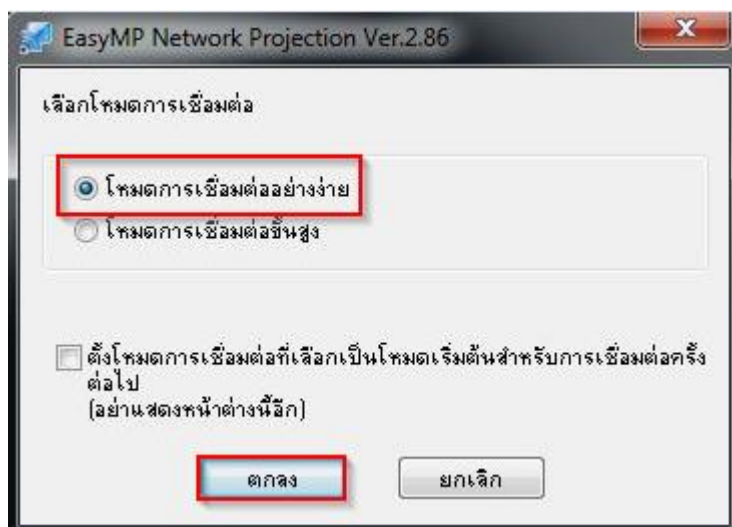 EasyMP Network Projection Ver.2.86
เลือกโหมดการเชื่อมต่อ
โหมดการเชื่อมต่ออย่างง่าย
โหมดการเชื่อมต่อขั้นสูง
ตั้งโหมดการเชื่อมต่อที่เลือกเป็นโหมดเริ่มต้นสำหรับการเชื่อมต่อครั้ง
ต่อไป
(อย่าแสดงหน้าต่างนี้อีก)
ตกลง
ยกเลิก